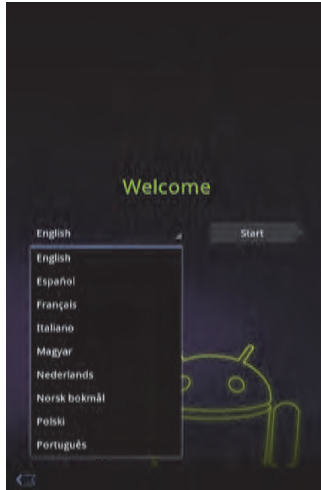 Welcome
English
Start
English
Español
Français
Italiano
Magyar
Nederlands
Norsk bokmål
Polski
Português